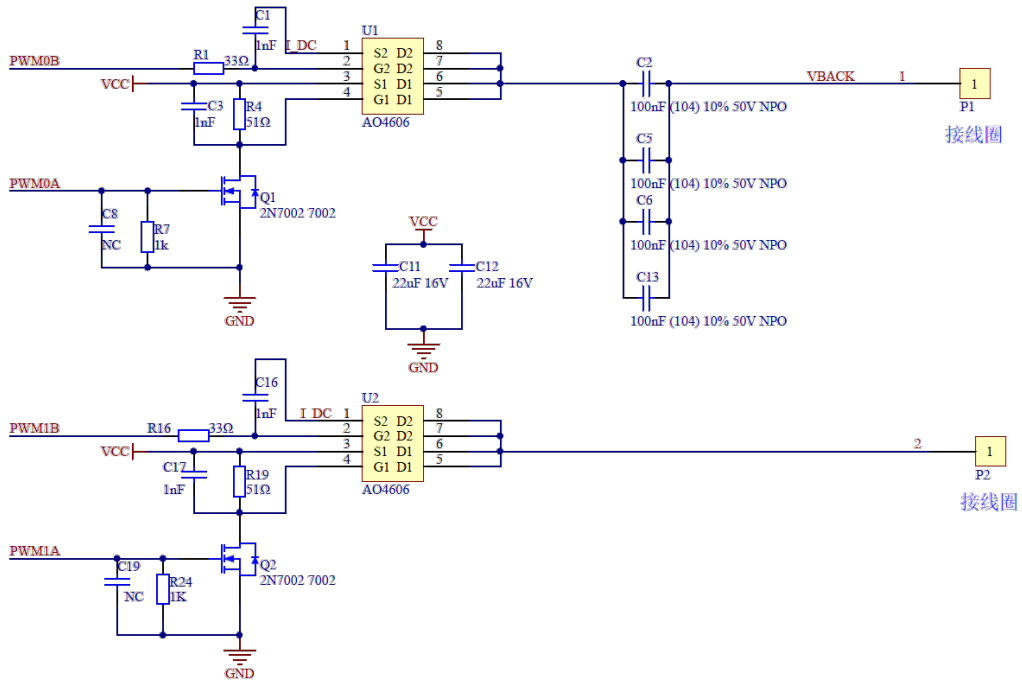 C1
1nF
I_DC
PWM0B
R1
33Ω
VCC
C3
1nF
R4
51Ω
U1
1 S2 D2 8
2 G2 D2 7
3 S1 D1 6
4 G1 D1 5
AO4606
C2
100nF (104) 10% 50V NPO
VBACK
1
1
P1
接线圈
C5
100nF (104) 10% 50V NPO
C6
100nF (104) 10% 50V NPO
C13
100nF (104) 10% 50V NPO
PWM0A
C8
NC
R7
1k
Q1
2N7002 7002
GND
VCC
C11
22uF 16V
C12
22uF 16V
GND
C16
1nF
I_DC
PWM1B
R16
33Ω
VCC
C17
1nF
R19
51Ω
U2
1 S2 D2 8
2 G2 D2 7
3 S1 D1 6
4 G1 D1 5
AO4606
2
1
P2
接线圈
PWM1A
C19
NC
R24
1K
Q2
2N7002 7002
GND